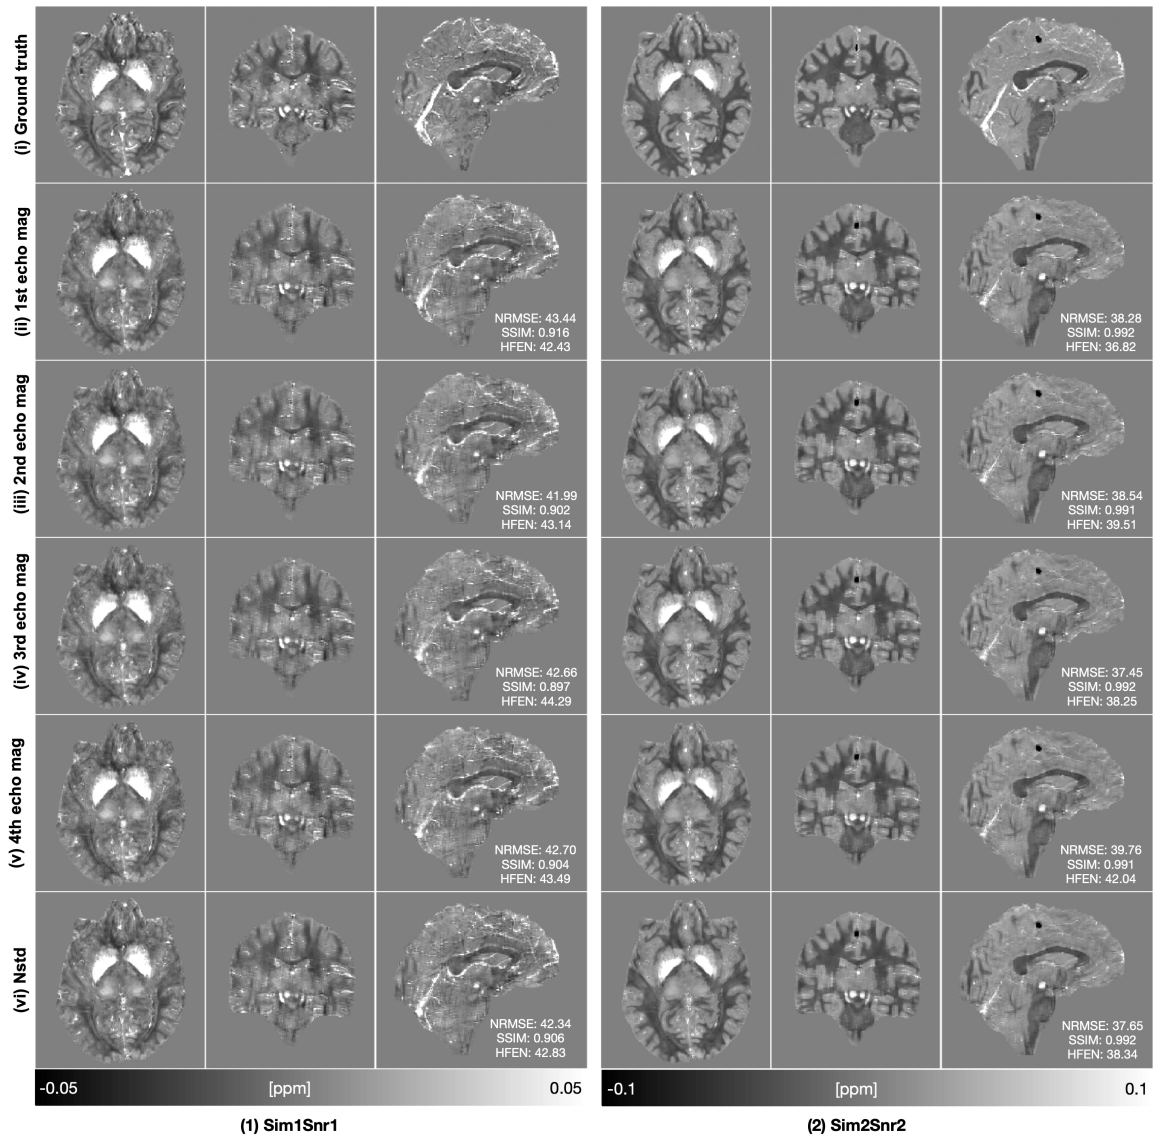 (i) Ground truth
(ii) 1st echo mag
NRMSE: 43.44
SSIM: 0.916
HFEN: 42.43
NRMSE: 38.28
SSIM: 0.992
HFEN: 36.82
(iii) 2nd echo mag
NRMSE: 41.99
SSIM: 0.902
HFEN: 43.14
NRMSE: 38.54
SSIM: 0.991
HFEN: 39.51
(iv) 3rd echo mag
NRMSE: 42.66
SSIM: 0.897
HFEN: 44.29
NRMSE: 37.45
SSIM: 0.992
HFEN: 38.25
(v) 4th echo mag
NRMSE: 42.70
SSIM: 0.904
HFEN: 43.49
NRMSE: 39.76
SSIM: 0.991
HFEN: 42.04
(vi) Nstd
NRMSE: 42.34
SSIM: 0.906
HFEN: 42.83
NRMSE: 37.65
SSIM: 0.992
HFEN: 38.34
-0.05 [ppm] 0.05
-0.1 [ppm] 0.1
(1) Sim1Snr1
(2) Sim2Snr2